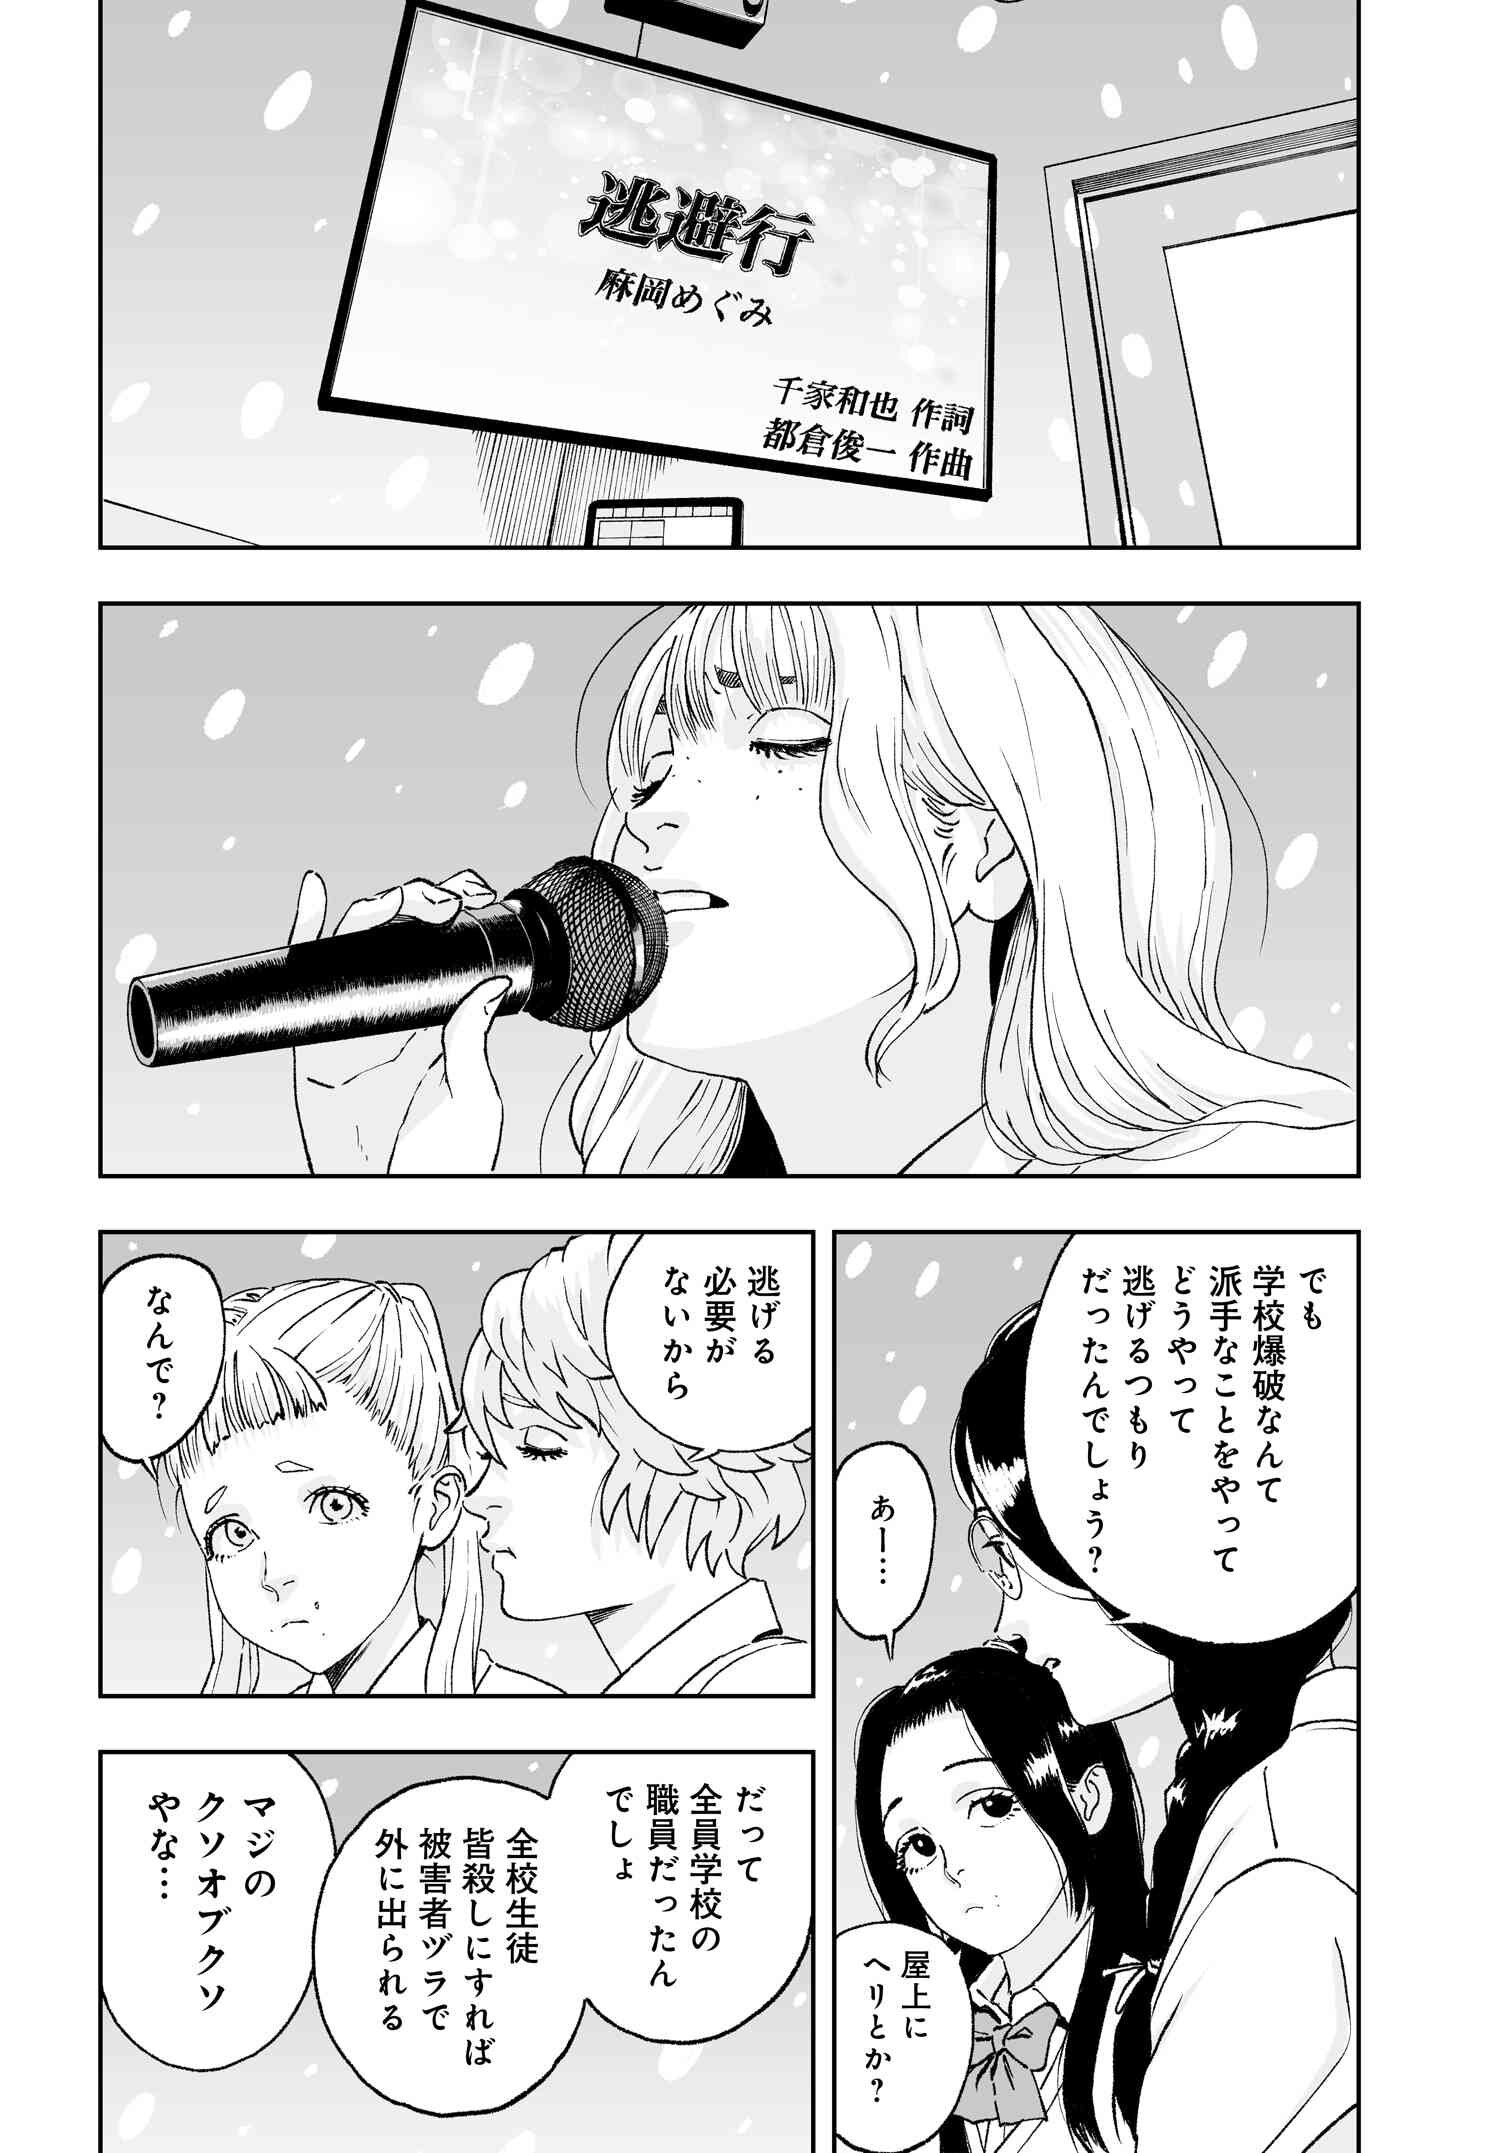 逃避行
麻岡めぐみ
千家和也 作詞
都倉俊一 作曲
でも
学校爆破なんて
派手なことをやって
どうやって
逃げるつもり
だったんでしょう?
あー…
屋上に
ヘリとか?
逃げる
必要が
ないから
なんで?
だって
全員学校の
職員だったん
でしょ
全校生徒
皆殺しにすれば
被害者ヅラで
外に出られる
マジの
クソオブクソ
やな…